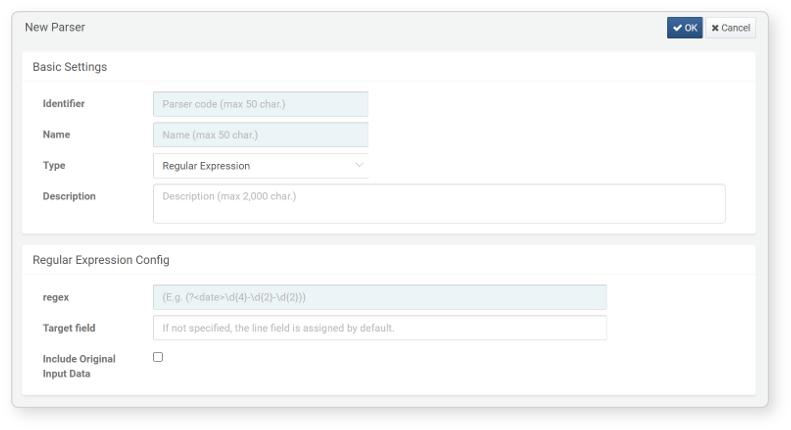 New Parser
OK
Cancel
Basic Settings
Identifier
Parser code (max 50 char.)
Name
Name (max 50 char.)
Type
Regular Expression
Description
Description (max 2,000 char.)
Regular Expression Config
regex
(E.g. (?<date>\d{4}-\d{2}-\d{2}))
Target field
If not specified, the line field is assigned by default.
Include Original
Input Data